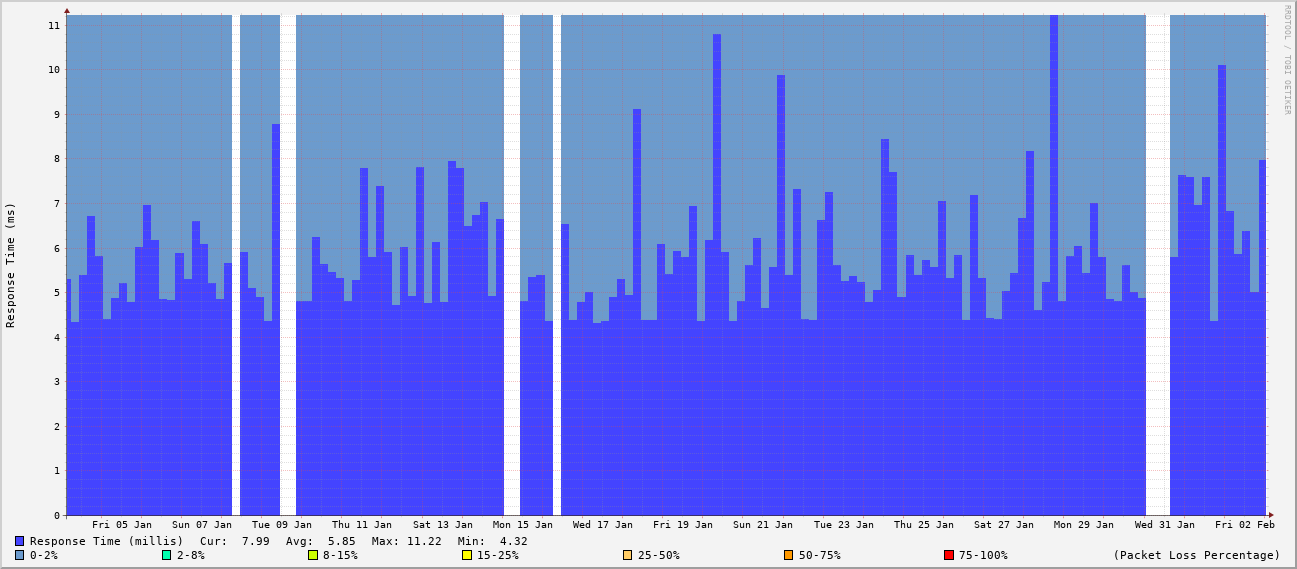 RRDTOOL / TOBI OETIKER
Response Time (ms)
11
10
9
8
7
6
5
4
3
2
1
0
Fri 05 Jan Sun 07 Jan Tue 09 Jan Thu 11 Jan Sat 13 Jan Mon 15 Jan Wed 17 Jan Fri 19 Jan Sun 21 Jan Tue 23 Jan Thu 25 Jan Sat 27 Jan Mon 29 Jan Wed 31 Jan Fri 02 Feb
Response Time (millis) Cur: 7.99 Avg: 5.85 Max: 11.22 Min: 4.32
0-2% 2-8% 8-15% 15-25% 25-50% 50-75% 75-100% (Packet Loss Percentage)